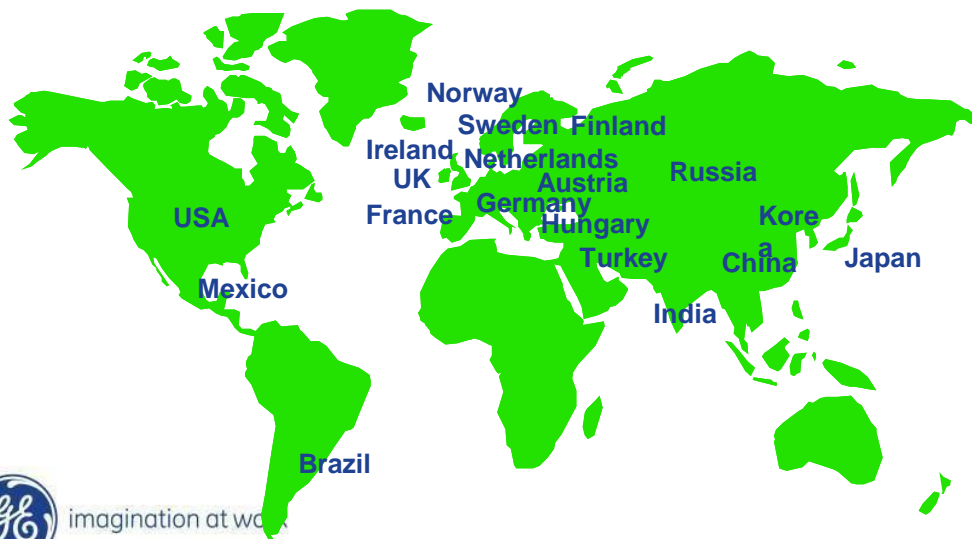 Norway
Sweden
Finland
Ireland
Netherlands
UK
Austria
Russia
Germany
France
USA
Hungary
Kore
a
Turkey
China
Japan
Mexico
India
Brazil
GE
imagination at work